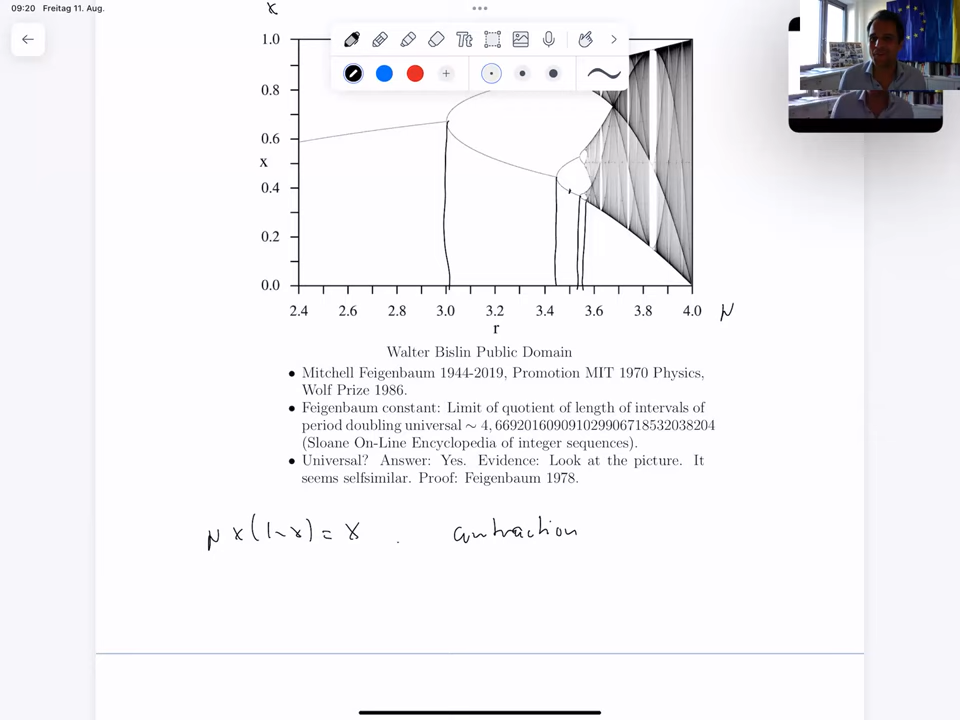 09:20 Freitag 11. Aug.
x
Tt
1.0
0.8
0.6
x
0.4
0.2
0.0
2.4 2.6 2.8 3.0 3.2 3.4 3.6 3.8 4.0 μ
r
Walter Bislin Public Domain
• Mitchell Feigenbaum 1944-2019, Promotion MIT 1970 Physics,
Wolf Prize 1986.
• Feigenbaum constant: Limit of quotient of length of intervals of
period doubling universal ∼ 4,669201609091029906718532038204
(Sloane On-Line Encyclopedia of integer sequences).
• Universal? Answer: Yes. Evidence: Look at the picture. It
seems selfsimilar. Proof: Feigenbaum 1978.
μ x(1-x) = x . contraction